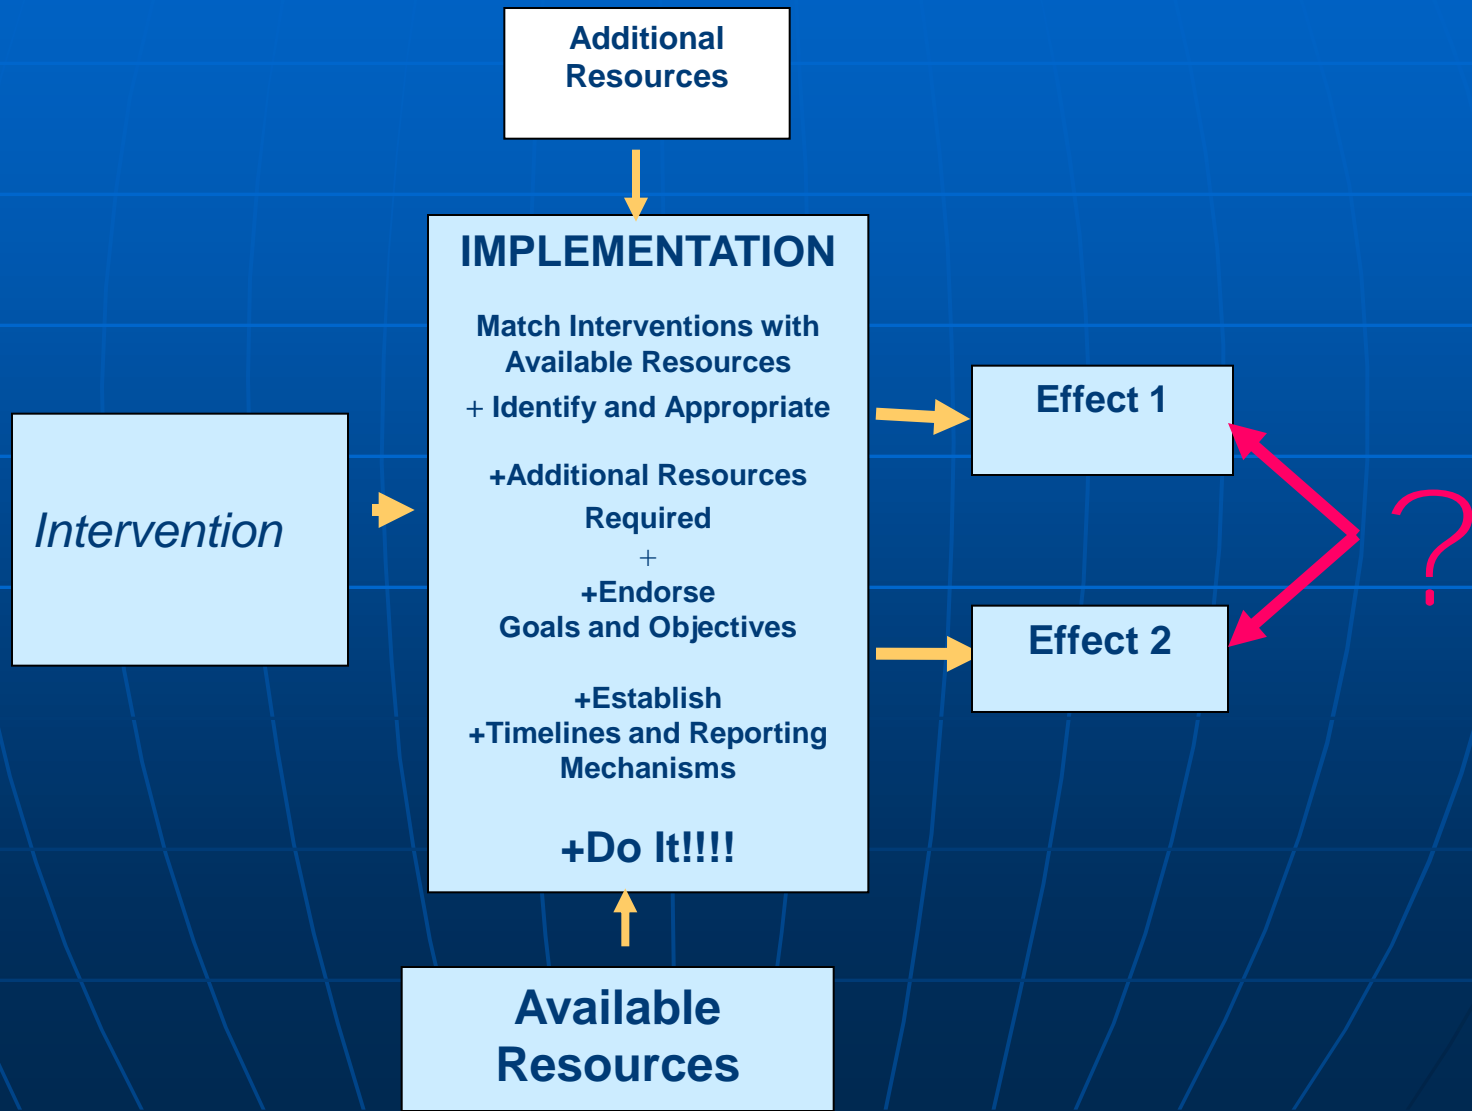 Additional
Resources
IMPLEMENTATION
Match Interventions with
Available Resources
+ Identify and Appropriate
+Additional Resources
Required
+
+Endorse
Goals and Objectives
+Establish
+Timelines and Reporting
Mechanisms
+Do It!!!!
Intervention
Effect 1
Effect 2
?
Available
Resources